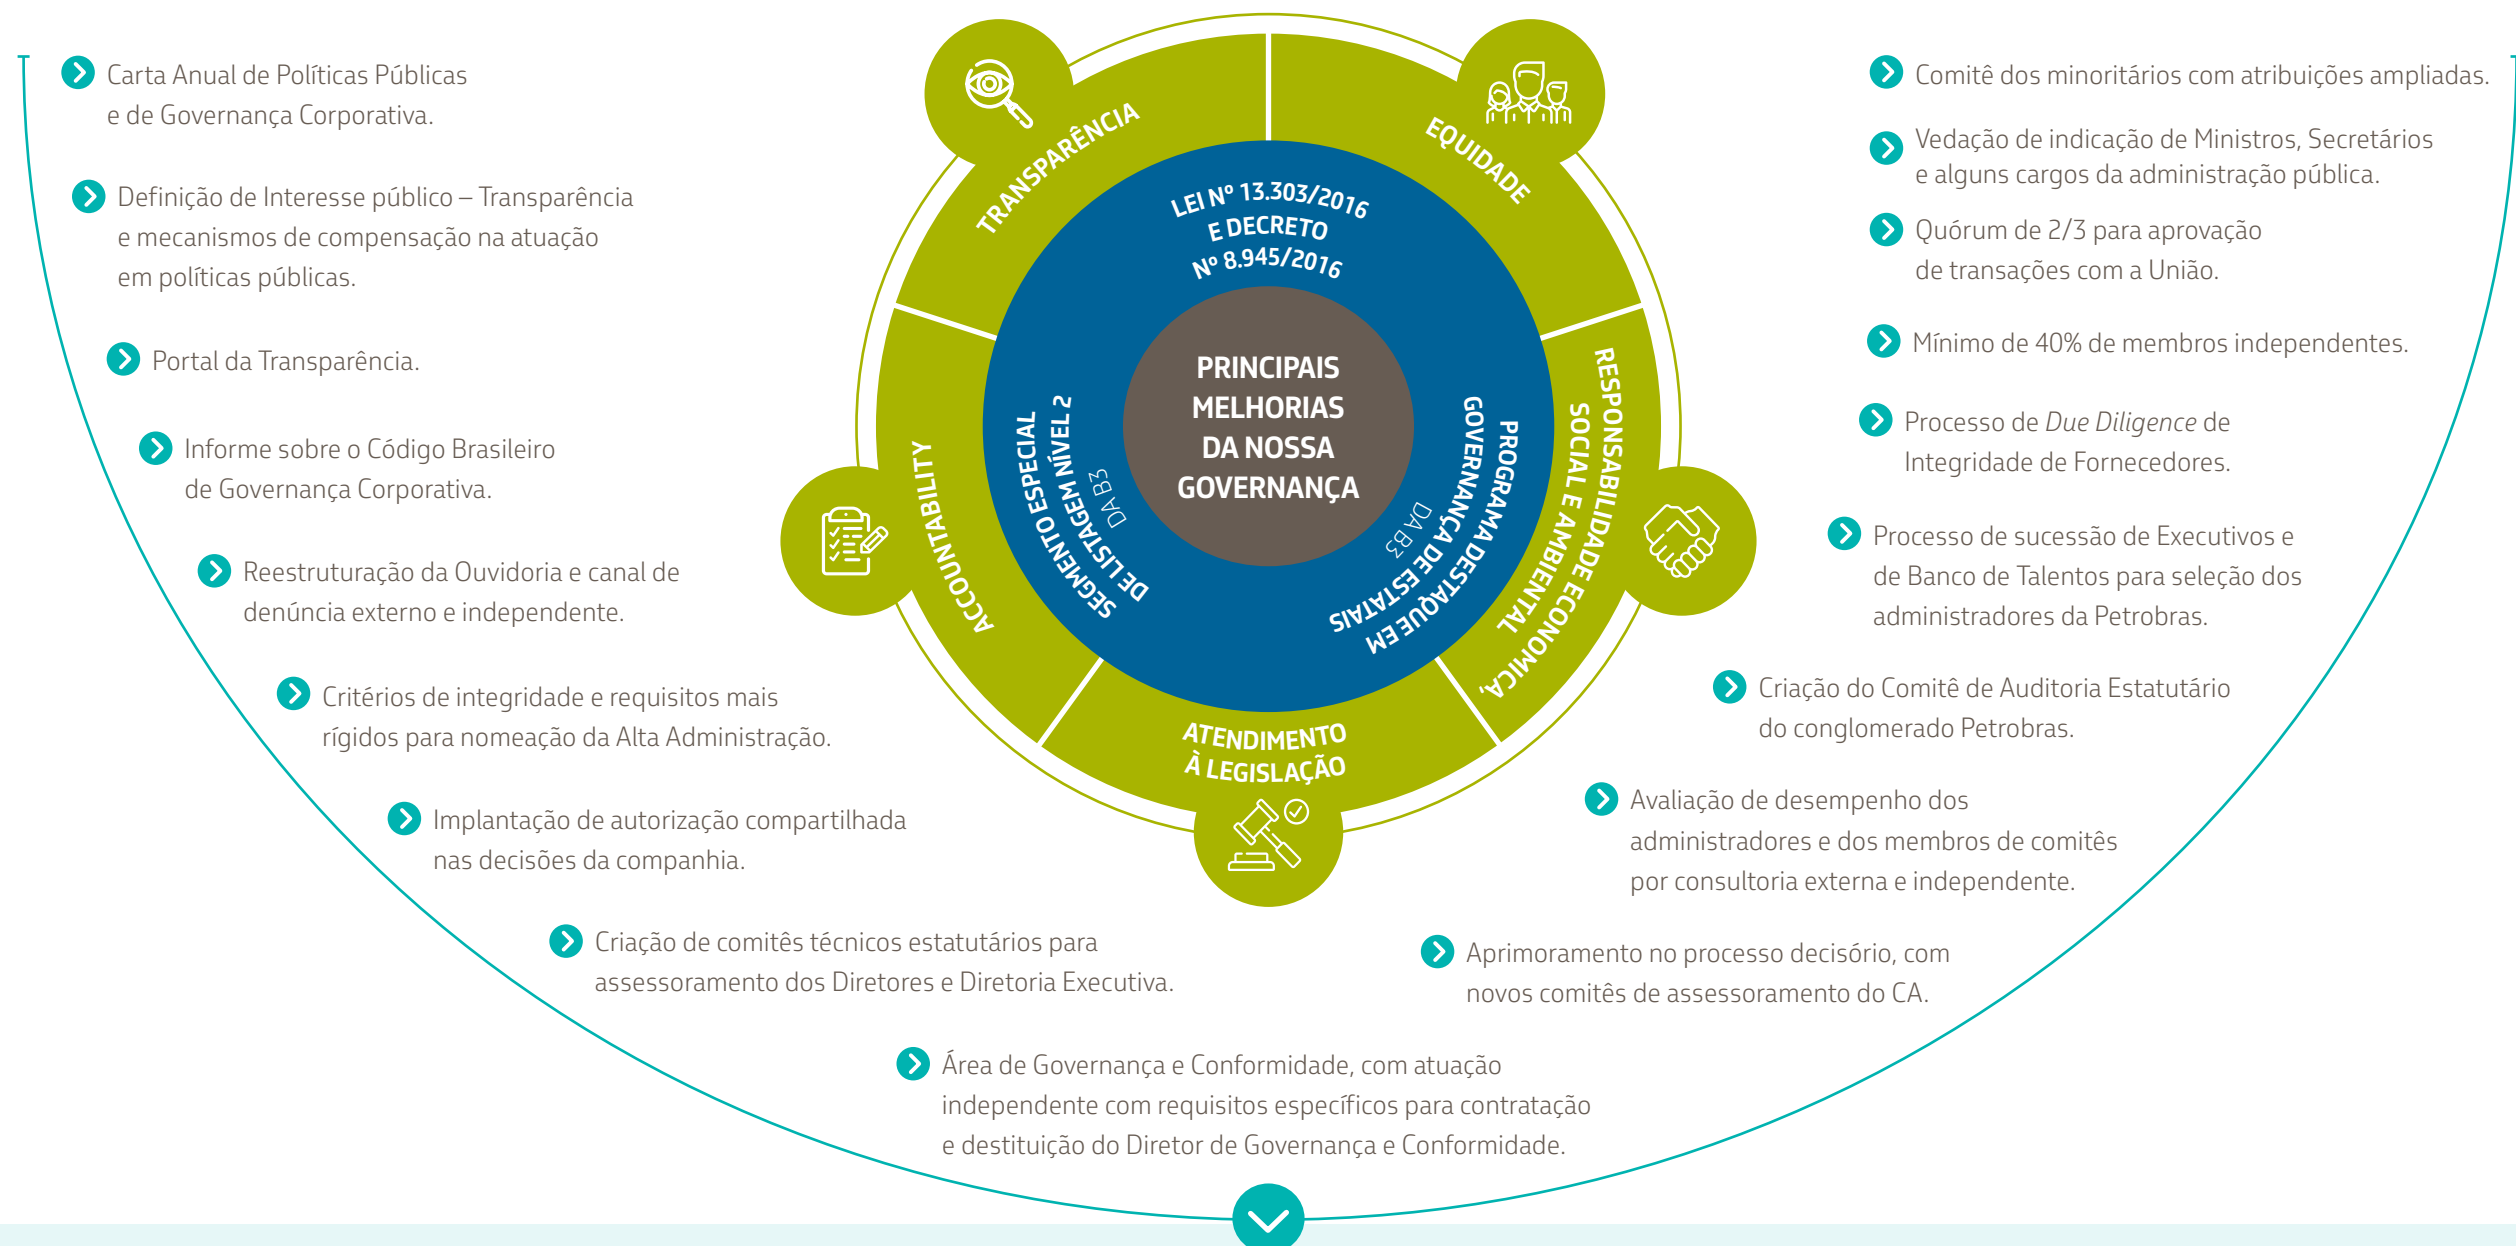 Carta Anual de Políticas Públicas
e de Governança Corporativa.
Definição de Interesse público – Transparência
e mecanismos de compensação na atuação
em políticas públicas.
Portal da Transparência.
Informe sobre o Código Brasileiro
de Governança Corporativa.
Reestruturação da Ouvidoria e canal de
denúncia externo e independente.
Critérios de integridade e requisitos mais
rígidos para nomeação da Alta Administração.
Implantação de autorização compartilhada
nas decisões da companhia.
Criação de comitês técnicos estatutários para
assessoramento dos Diretores e Diretoria Executiva.
Área de Governança e Conformidade, com atuação
independente com requisitos específicos para contratação
e destituição do Diretor de Governança e Conformidade.
TRANSPARÊNCIA
EQUIDADE
RESPONSABILIDADE ECONOMICA,
SOCIAL E AMBIENTAL
ATENDIMENTO
À LEGISLAÇÃO
ACCOUNTABILITY
LEI Nº 13.303/2016
E DECRETO
Nº 8.945/2016
PROGRAMA DESTAQUE EM
GOVERNANÇA DE ESTATAIS
DA B3
SEGMENTO ESPECIAL
DE LISTAGEM NÍVEL 2
DA B3
PRINCIPAIS
MELHORIAS
DA NOSSA
GOVERNANÇA
Comitê dos minoritários com atribuições ampliadas.
Vedação de indicação de Ministros, Secretários
e alguns cargos da administração pública.
Quórum de 2/3 para aprovação
de transações com a União.
Mínimo de 40% de membros independentes.
Processo de Due Diligence de
Integridade de Fornecedores.
Processo de sucessão de Executivos e
de Banco de Talentos para seleção dos
administradores da Petrobras.
Criação do Comitê de Auditoria Estatutário
do conglomerado Petrobras.
Avaliação de desempenho dos
administradores e dos membros de comitês
por consultoria externa e independente.
Aprimoramento no processo decisório, com
novos comitês de assessoramento do CA.